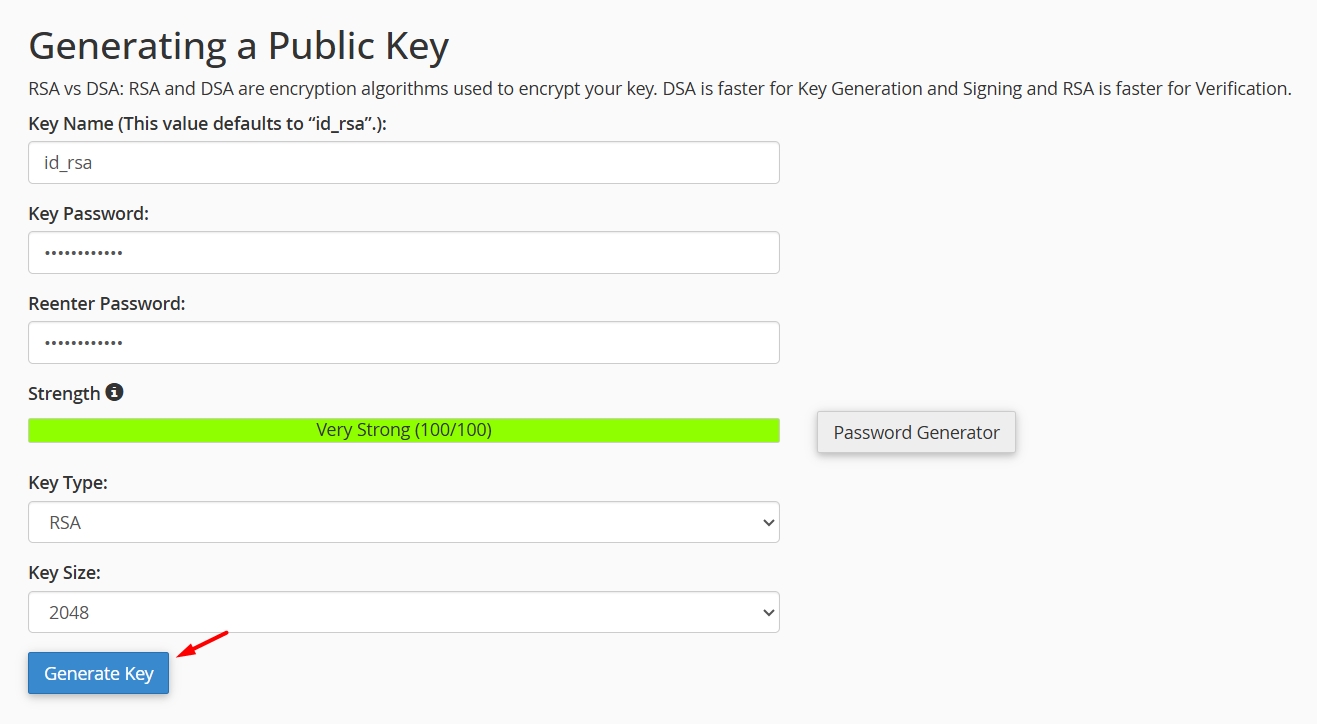 Generating a Public Key
RSA vs DSA: RSA and DSA are encryption algorithms used to encrypt your key. DSA is faster for Key Generation and Signing and RSA is faster for Verification.
Key Name (This value defaults to “id_rsa”.):
id_rsa
Key Password:
••••••••••••
Reenter Password:
••••••••••••
Strength
Very Strong (100/100)
Password Generator
Key Type:
RSA
Key Size:
2048
Generate Key